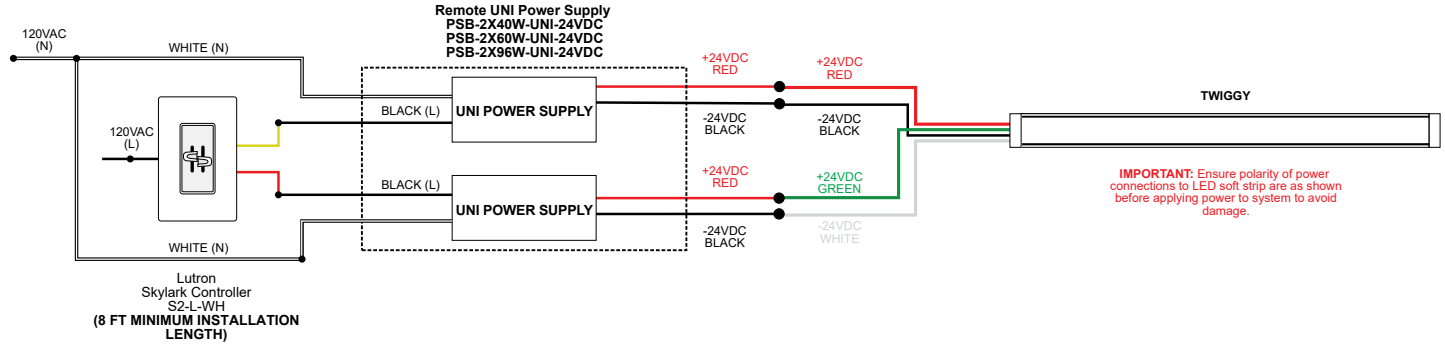 Remote UNI Power Supply
PSB-2X40W-UNI-24VDC
PSB-2X60W-UNI-24VDC
PSB-2X96W-UNI-24VDC
120VAC
(N)
WHITE (N)
+24VDC
RED
+24VDC
RED
TWIGGY
BLACK (L)
UNI POWER SUPPLY
120VAC
(L)
-24VDC
BLACK
-24VDC
BLACK
+24VDC
RED
+24VDC
GREEN
IMPORTANT: Ensure polarity of power
connections to LED soft strip are as shown
before applying power to system to avoid
damage.
BLACK (L)
UNI POWER SUPPLY
-24VDC
BLACK
-24VDC
WHITE
WHITE (N)
Lutron
Skylark Controller
S2-L-WH
(8 FT MINIMUM INSTALLATION
LENGTH)